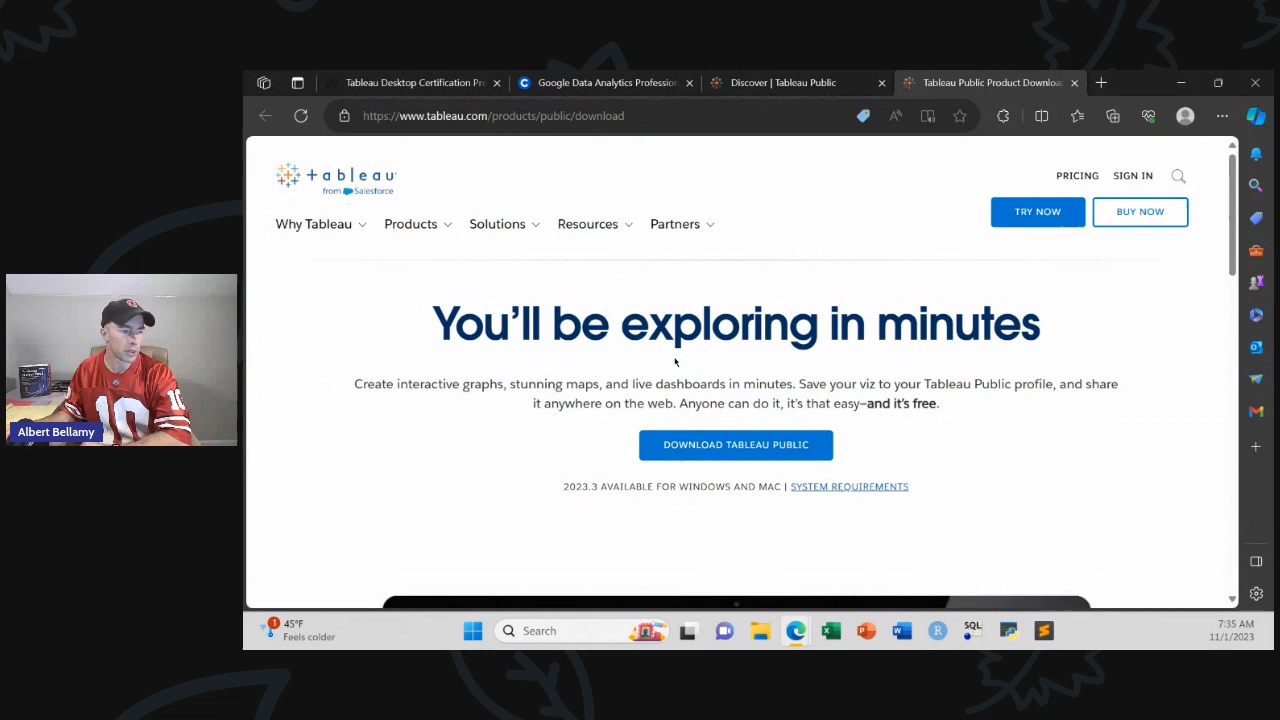 Tableau Desktop Certification Pr
Google Data Analytics Profession
Discover | Tableau Public
Tableau Public Product Downloa
https://www.tableau.com/products/public/download
+ableau
from Salesforce
PRICING
SIGN IN
TRY NOW
BUY NOW
Why Tableau
Products
Solutions
Resources
Partners
You'll be exploring in minutes
Create interactive graphs, stunning maps, and live dashboards in minutes. Save your viz to your Tableau Public profile, and share
it anywhere on the web. Anyone can do it, it's that easy—and it's free.
DOWNLOAD TABLEAU PUBLIC
2023.3 AVAILABLE FOR WINDOWS AND MAC | SYSTEM REQUIREMENTS
10
10
Albert Bellamy
1
45°F
Feels colder
Search
SQL
7:35 AM
11/1/2023